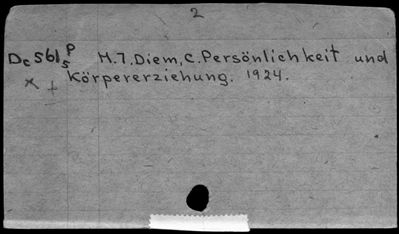 2
Dc 561 P/5 H.7. Diem, C. Persönlichkeit und
x + Körpererziehung. 1924.